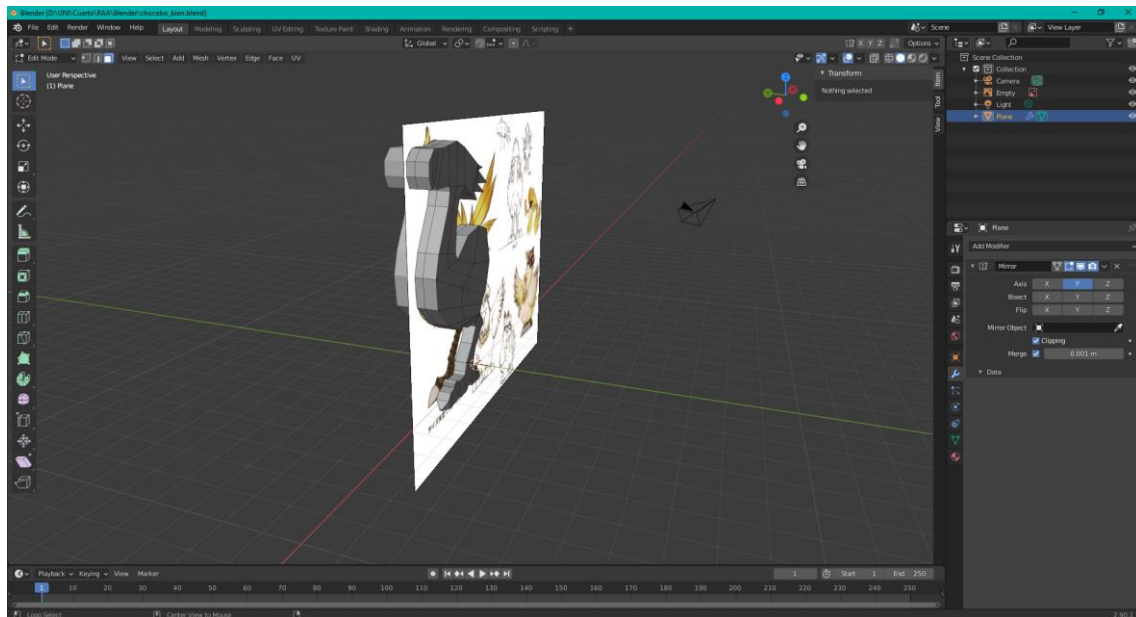 Blender [D:\UNI\Cuarto\RAA\Blender\chocobo_bien.blend]
File Edit Render Window Help Layout Modeling Sculpting UV Editing Texture Paint Shading Animation Rendering Compositing Scripting + Scene View Layer
Global X Y Z Options
Edit Mode View Select Add Mesh Vertex Edge Face UV
User Perspective
(1) Plane
Transform
Nothing selected
Item
Tool
View
Scene Collection
Collection
Camera
Empty
Light
Plane
Plane
Add Modifier
Mirror
Axis X Y Z
Bisect X Y Z
Flip X Y Z
Mirror Object
Clipping
Merge 0.001 m
Data
Playback Keying View Marker 1 Start 1 End 250
1 10 20 30 40 50 60 70 80 90 100 110 120 130 140 150 160 170 180 190 200 210 220 230 240 250
Loop Select Center View to Mouse 2.90.1